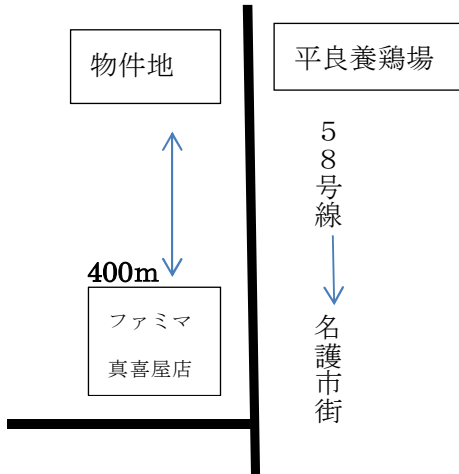 物件地
平良養鶏場
58号線
400m
ファミマ
真喜屋店
名護市街